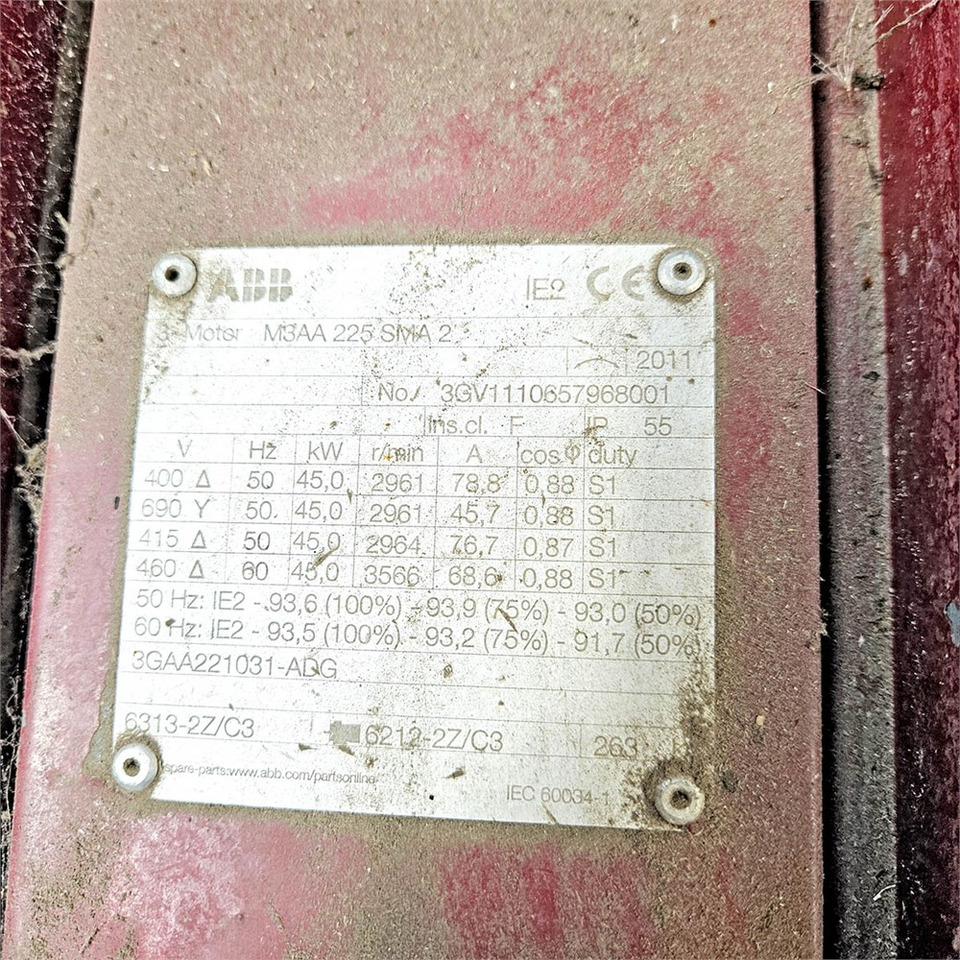 ABB IE2 CE
3~Motor M3AA 225 SMA 2
2011
No. 3GV1110657968001
Ins.cl. F IP 55
V Hz kW r/min A cosφ duty
400 Δ 50 45,0 2961 78,8 0,88 S1
690 Y 50 45,0 2961 45,7 0,88 S1
415 Δ 50 45,0 2964 76,7 0,87 S1
460 Δ 60 45,0 3566 68,6 0,88 S1
50 Hz: IE2 - 93,6 (100%) - 93,9 (75%) - 93,0 (50%)
60 Hz: IE2 - 93,5 (100%) - 93,2 (75%) - 91,7 (50%)
3GAA221031-ADG
6313-2Z/C3 6212-2Z/C3 263
spare-parts:www.abb.com/partsonline
IEC 60034-1